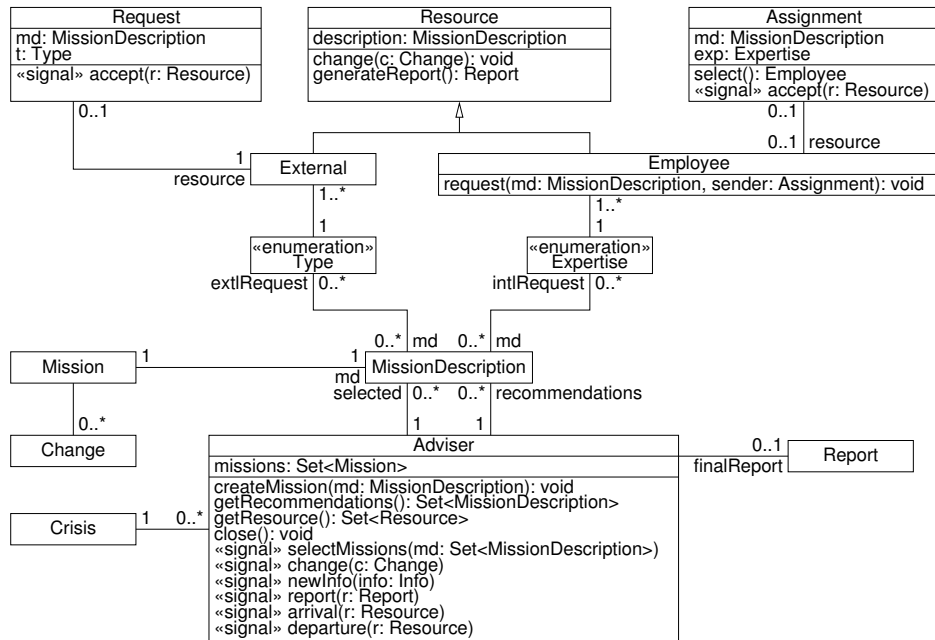 Request
md: MissionDescription
t: Type
«signal» accept(r: Resource)
Resource
description: MissionDescription
change(c: Change): void
generateReport(): Report
Assignment
md: MissionDescription
exp: Expertise
select(): Employee
«signal» accept(r: Resource)
0..1
0..1
1
resource
0..1 resource
External
Employee
request(md: MissionDescription, sender: Assignment): void
1..*
1
1..*
1
«enumeration»
Type
«enumeration»
Expertise
extlRequest 0..*
intlRequest 0..*
0..* md
0..* md
Mission
1
1
md
MissionDescription
selected 0..*
0..* recommendations
0..*
Change
1
1
Adviser
missions: Set<Mission>
createMission(md: MissionDescription): void
getRecommendations(): Set<MissionDescription>
getResource(): Set<Resource>
close(): void
«signal» selectMissions(md: Set<MissionDescription>)
«signal» change(c: Change)
«signal» newInfo(info: Info)
«signal» report(r: Report)
«signal» arrival(r: Resource)
«signal» departure(r: Resource)
0..1
finalReport
Report
Crisis
1
0..*